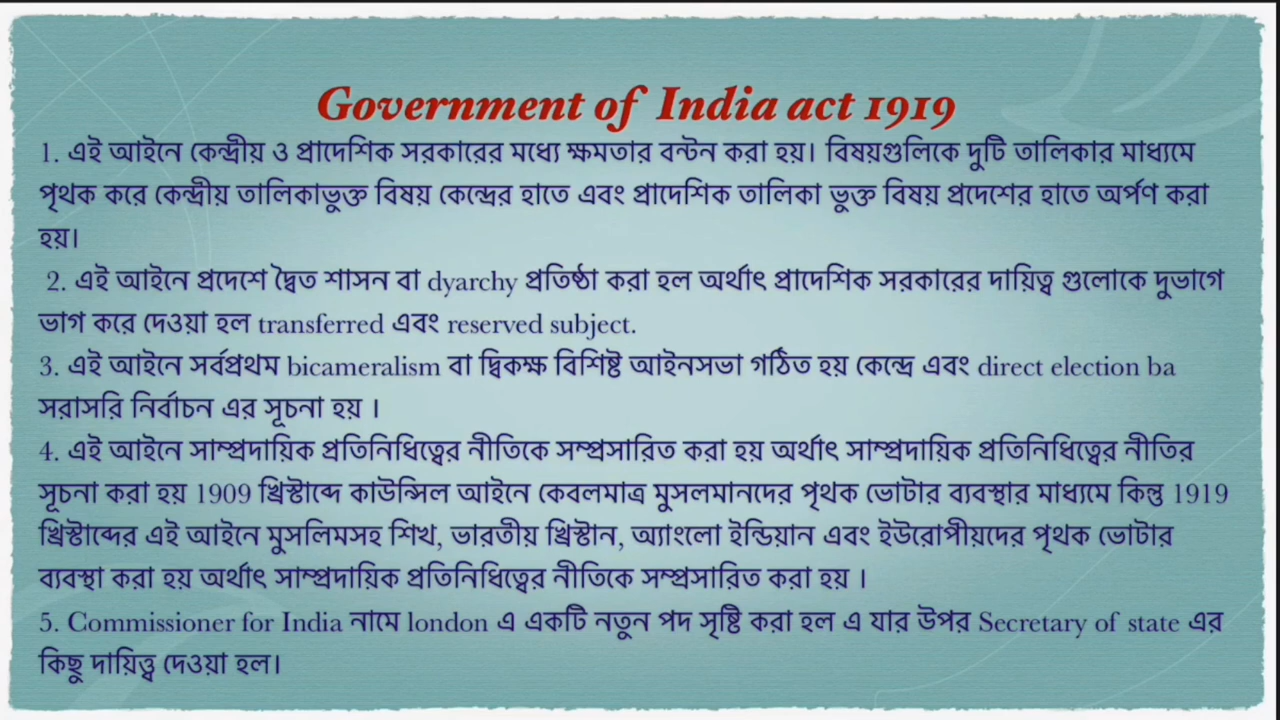 Government of India act 1919
1. এই আইনে কেন্দ্রীয় ও প্রাদেশিক সরকারের মধ্যে ক্ষমতার বন্টন করা হয়। বিষয়গুলিকে দুটি তালিকার মাধ্যমে
পৃথক করে কেন্দ্রীয় তালিকাভুক্ত বিষয় কেন্দ্রের হাতে এবং প্রাদেশিক তালিকা ভুক্ত বিষয় প্রদেশের হাতে অর্পণ করা
হয়।
2. এই আইনে প্রদেশে দ্বৈত শাসন বা dyarchy প্রতিষ্ঠা করা হল অর্থাৎ প্রাদেশিক সরকারের দায়িত্ব গুলোকে দুভাগে
ভাগ করে দেওয়া হল transferred এবং reserved subject.
3. এই আইনে সর্বপ্রথম bicameralism বা দ্বিকক্ষ বিশিষ্ট আইনসভা গঠিত হয় কেন্দ্রে এবং direct election ba
সরাসরি নির্বাচন এর সূচনা হয় ।
4. এই আইনে সাম্প্রদায়িক প্রতিনিধিত্বের নীতিকে সম্প্রসারিত করা হয় অর্থাৎ সাম্প্রদায়িক প্রতিনিধিত্বের নীতির
সূচনা করা হয় 1909 খ্রিস্টাব্দে কাউন্সিল আইনে কেবলমাত্র মুসলমানদের পৃথক ভোটার ব্যবস্থার মাধ্যমে কিন্তু 1919
খ্রিস্টাব্দের এই আইনে মুসলিমসহ শিখ, ভারতীয় খ্রিস্টান, অ্যাংলো ইন্ডিয়ান এবং ইউরোপীয়দের পৃথক ভোটার
ব্যবস্থা করা হয় অর্থাৎ সাম্প্রদায়িক প্রতিনিধিত্বের নীতিকে সম্প্রসারিত করা হয় ।
5. Commissioner for India নামে london এ একটি নতুন পদ সৃষ্টি করা হল এ যার উপর Secretary of state এর
কিছু দায়িত্ত্ব দেওয়া হল।